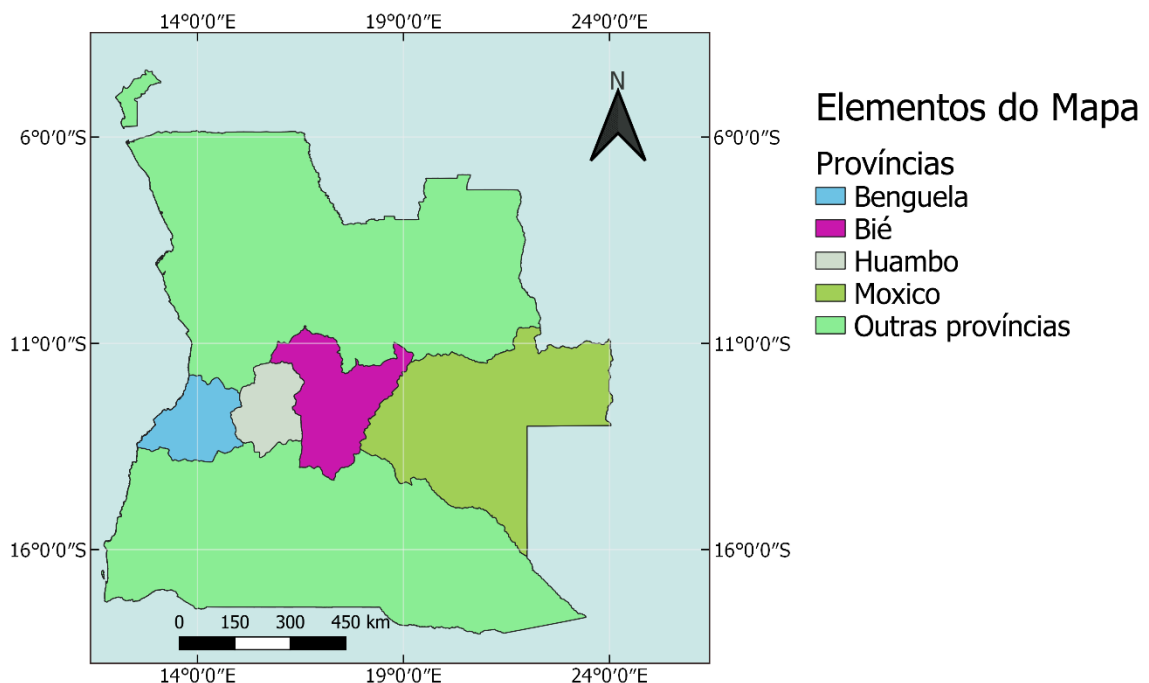 14°0′0″E 19°0′0″E 24°0′0″E
N
Elementos do Mapa
6°0′0″S 6°0′0″S
Províncias
Benguela
Bié
Huambo
Moxico
Outras províncias
11°0′0″S 11°0′0″S
16°0′0″S 16°0′0″S
0 150 300 450 km
14°0′0″E 19°0′0″E 24°0′0″E